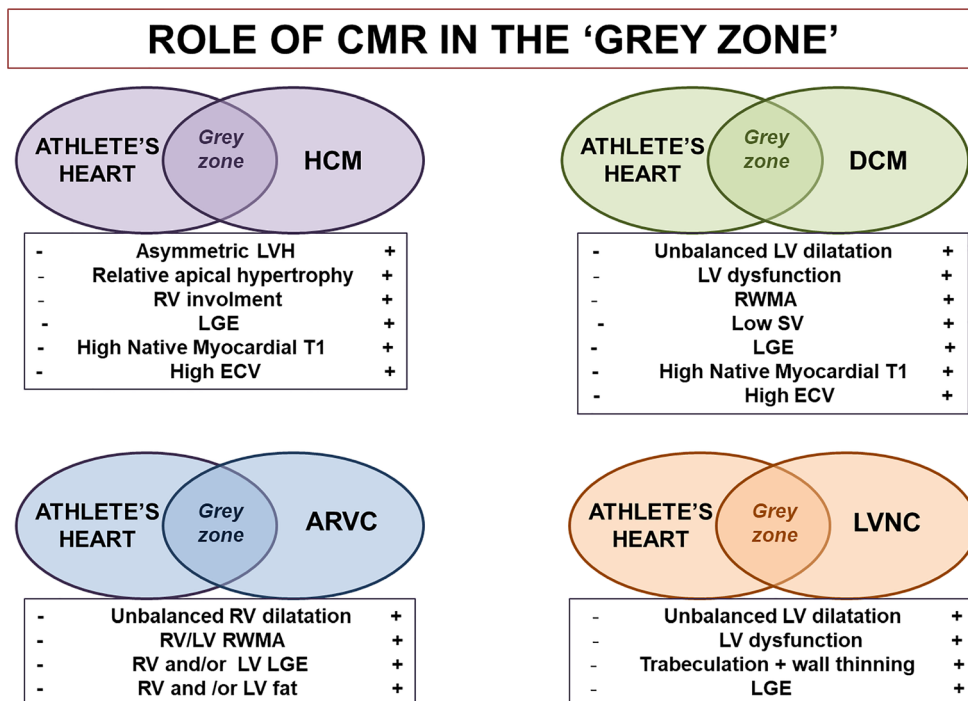 ROLE OF CMR IN THE ‘GREY ZONE’
ATHLETE’S
HEART
Grey
zone
HCM
- Asymmetric LVH +
- Relative apical hypertrophy +
- RV involment +
- LGE +
- High Native Myocardial T1 +
- High ECV +
ATHLETE’S
HEART
Grey
zone
DCM
- Unbalanced LV dilatation +
- LV dysfunction +
- RWMA +
- Low SV +
- LGE +
- High Native Myocardial T1 +
- High ECV +
ATHLETE’S
HEART
Grey
zone
ARVC
- Unbalanced RV dilatation +
- RV/LV RWMA +
- RV and/or LV LGE +
- RV and /or LV fat +
ATHLETE’S
HEART
Grey
zone
LVNC
- Unbalanced LV dilatation +
- LV dysfunction +
- Trabeculation + wall thinning +
- LGE +